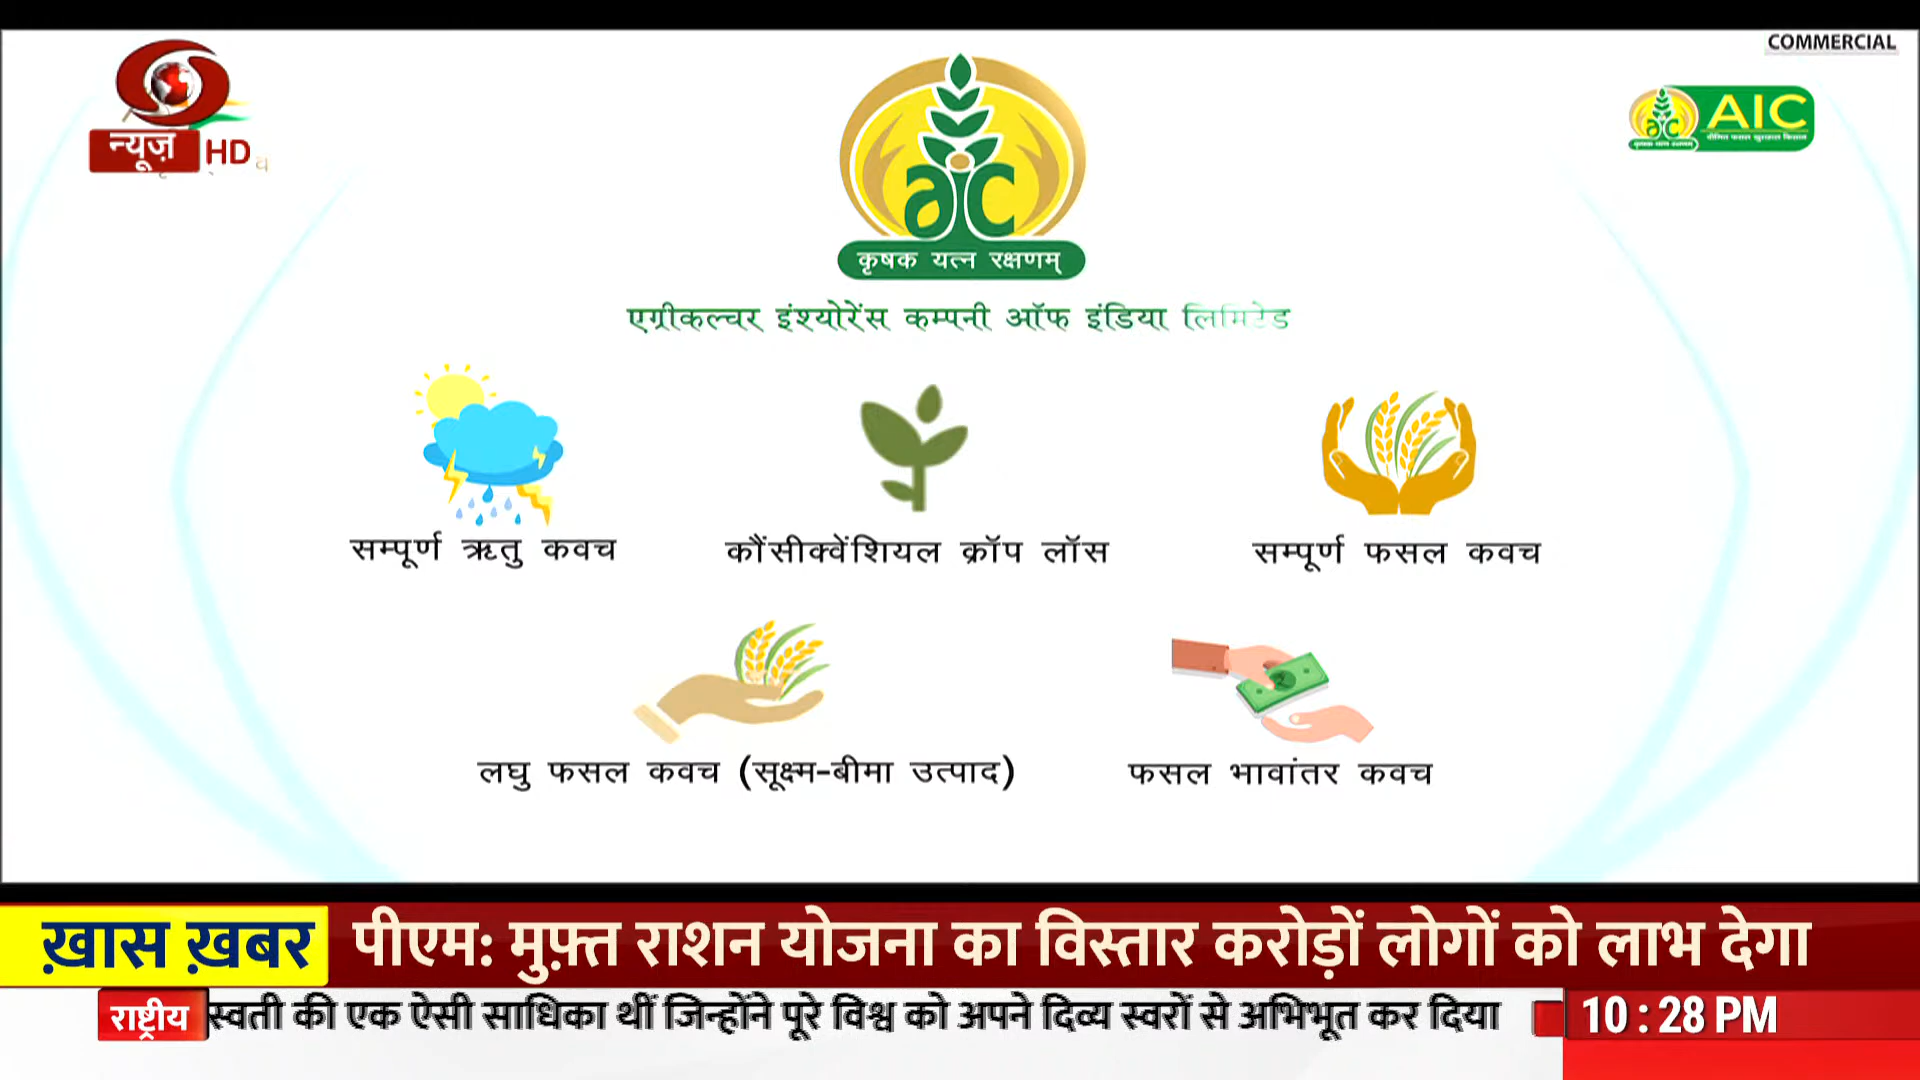 COMMERCIAL
न्यूज़ HD
aic
कृषक यत्न रक्षणम्
AIC
एग्रीकल्चर इंश्योरेंस कम्पनी ऑफ इंडिया लिमिटेड
सम्पूर्ण ऋतु कवच
कौंसीक्वेंशियल क्रॉप लॉस
सम्पूर्ण फसल कवच
लघु फसल कवच (सूक्ष्म-बीमा उत्पाद)
फसल भावांतर कवच
ख़ास ख़बर
पीएम: मुफ़्त राशन योजना का विस्तार करोड़ों लोगों को लाभ देगा
राष्ट्रीय
स्वती की एक ऐसी साधिका थीं जिन्होंने पूरे विश्व को अपने दिव्य स्वरों से अभिभूत कर दिया
10 : 28 PM